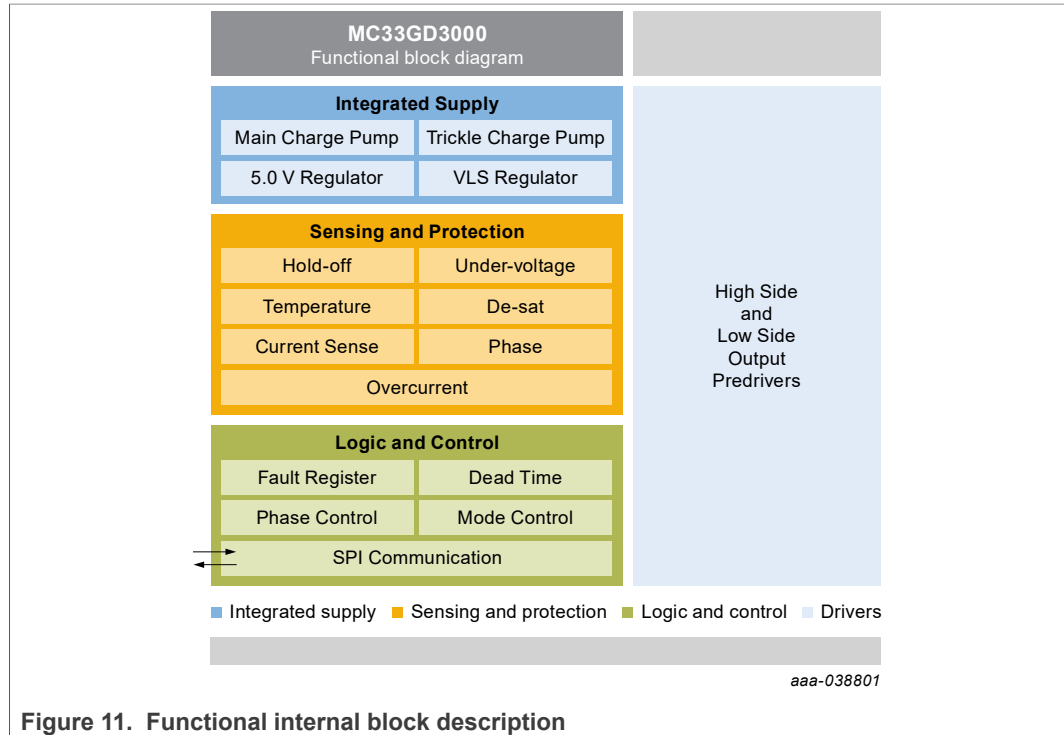 MC33GD3000
Functional block diagram
Integrated Supply
Main Charge Pump
Trickle Charge Pump
5.0 V Regulator
VLS Regulator
Sensing and Protection
Hold-off
Under-voltage
Temperature
De-sat
Current Sense
Phase
Overcurrent
Logic and Control
Fault Register
Dead Time
Phase Control
Mode Control
SPI Communication
High Side
and
Low Side
Output
Predrivers
Integrated supply
Sensing and protection
Logic and control
Drivers
aaa-038801
Figure 11. Functional internal block description